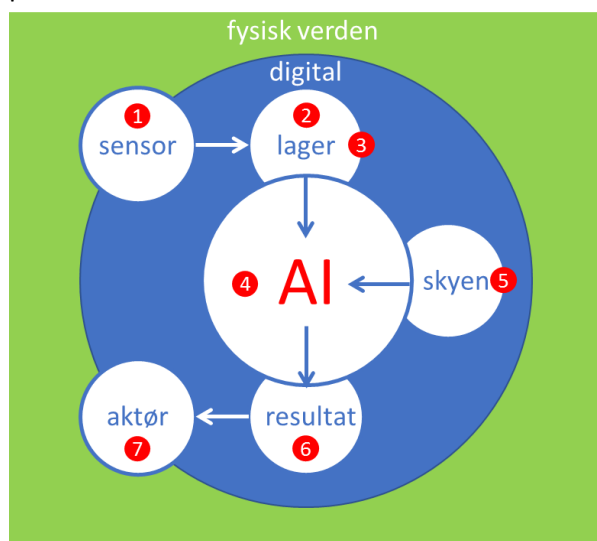 fysisk verden
digital
1
sensor
2
lager
3
4
AI
skyen
5
aktør
7
resultat
6